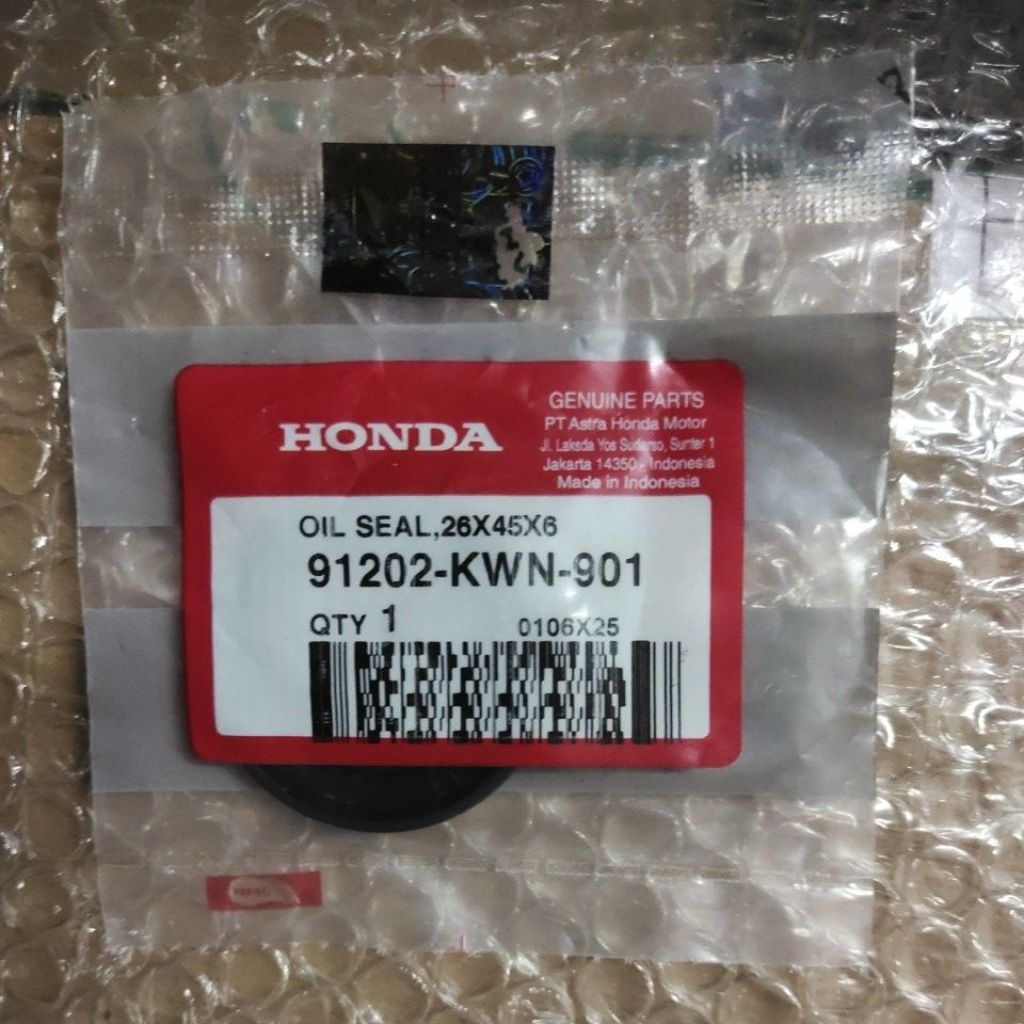 HONDA
GENUINE PARTS
PT Astra Honda Motor
Jl. Laksda Yos Sudarso, Sunter 1
Jakarta 14350 - Indonesia
Made in Indonesia
OIL SEAL,26X45X6
91202-KWN-901
QTY 1
0106X25